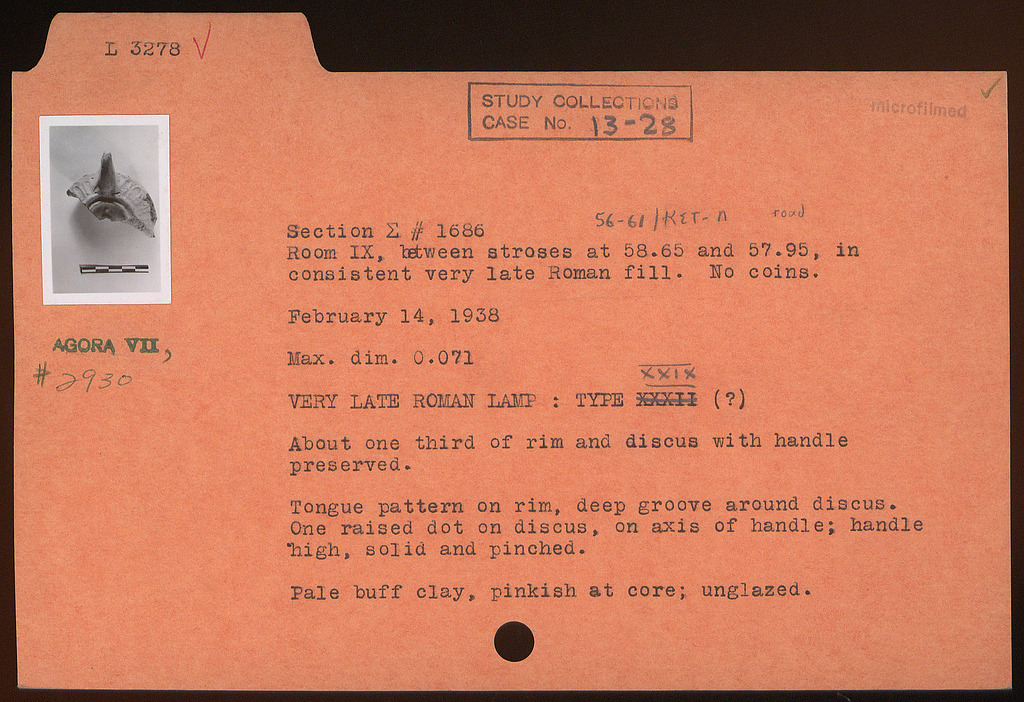 L 3278
STUDY COLLECTIONS
CASE No. 13-28
microfilmed
AGORA VII,
# 2930
56-61/ΚΣΤ-Λ road
Section Σ # 1686
Room IX, between stroses at 58.65 and 57.95, in
consistent very late Roman fill. No coins.
February 14, 1938
Max. dim. 0.071
XXIX
VERY LATE ROMAN LAMP : TYPE XXXII (?)
About one third of rim and discus with handle
preserved.
Tongue pattern on rim, deep groove around discus.
One raised dot on discus, on axis of handle; handle
high, solid and pinched.
Pale buff clay, pinkish at core; unglazed.